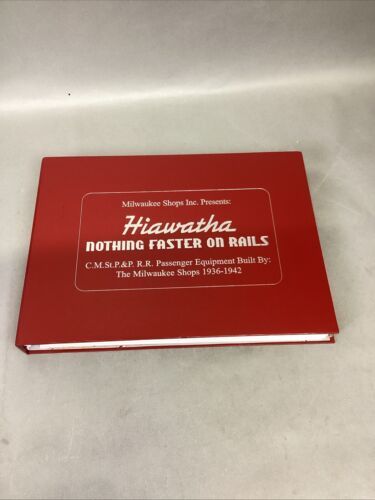 Milwaukee Shops Inc. Presents:
Hiawatha
NOTHING FASTER ON RAILS
C.M.St.P.&P. R.R. Passenger Equipment Built By:
The Milwaukee Shops 1936-1942